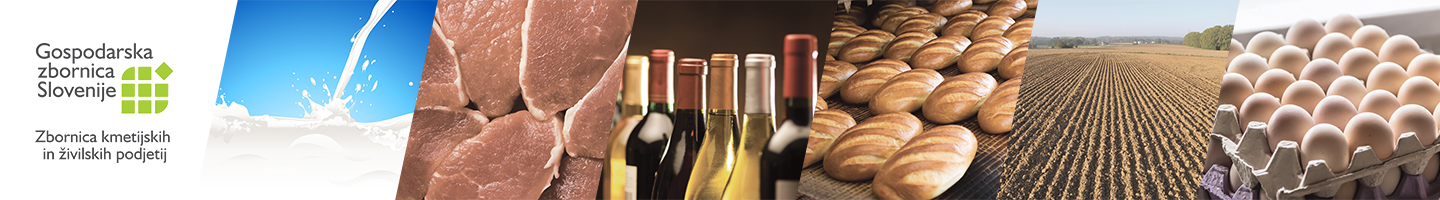 Gospodarska
zbornica
Slovenije
Zbornica kmetijskih
in živilskih podjetij